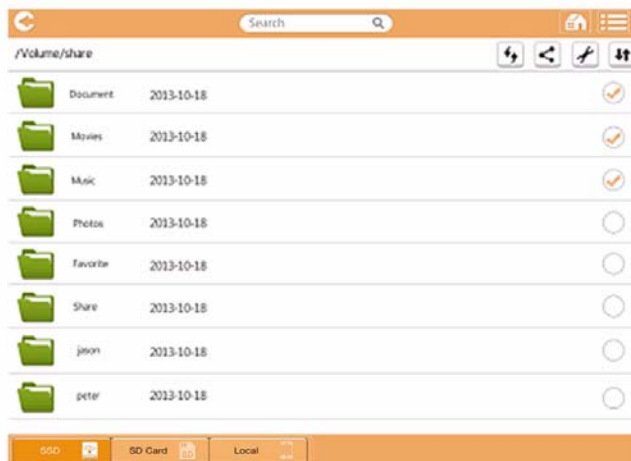 Search
/Volume/share
Document 2013-10-18
Movies 2013-10-18
Music 2013-10-18
Photos 2013-10-18
Favorite 2013-10-18
Share 2013-10-18
jason 2013-10-18
peter 2013-10-18
SSD SD Card Local